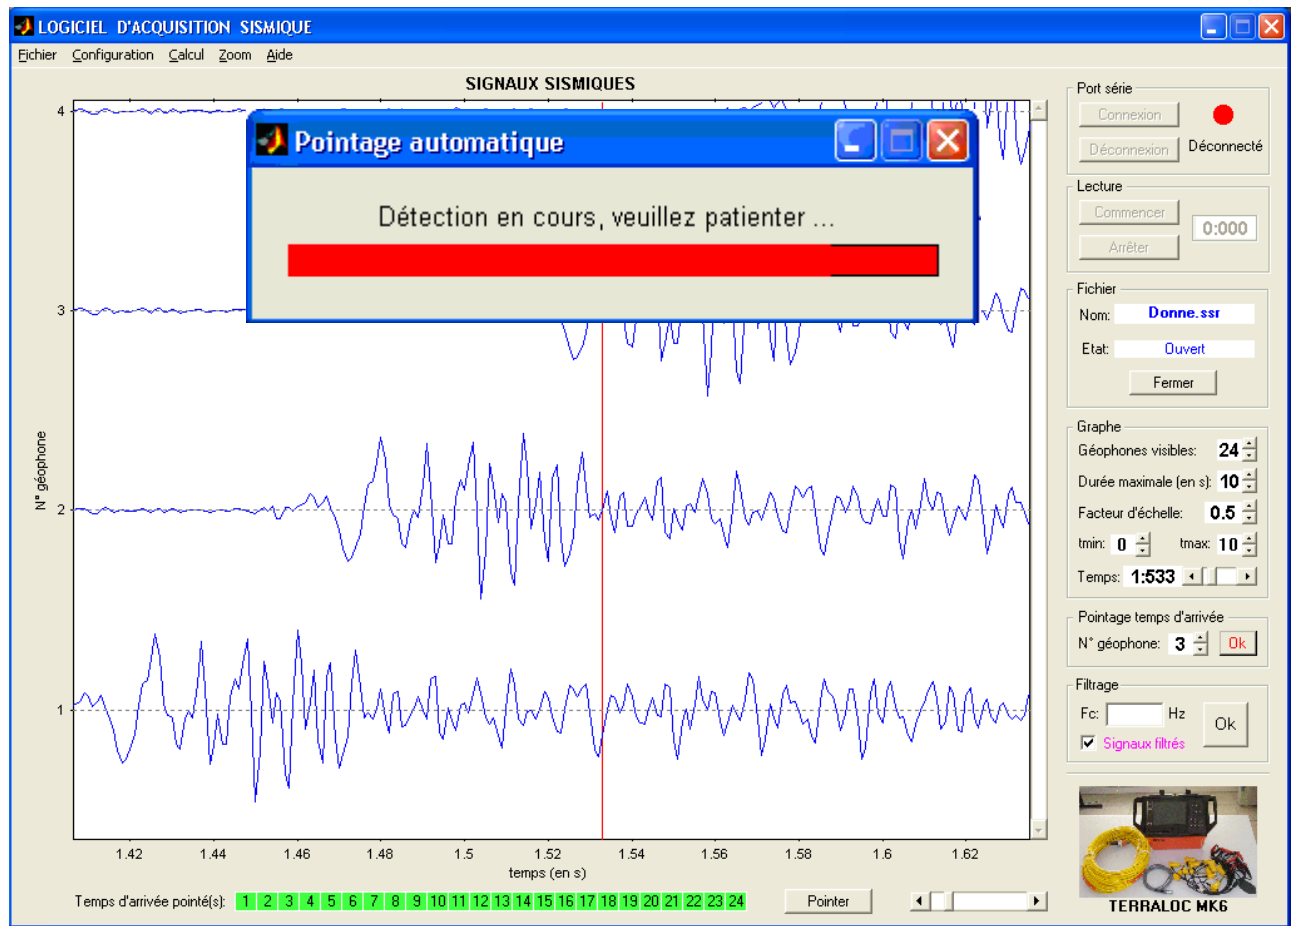 LOGICIEL D'ACQUISITION SISMIQUE
Fichier Configuration Calcul Zoom Aide
SIGNAUX SISMIQUES
Pointage automatique
Détection en cours, veuillez patienter ...
4
3
2
1
N° géophone
1.42 1.44 1.46 1.48 1.5 1.52 1.54 1.56 1.58 1.6 1.62
temps (en s)
Temps d'arrivée pointé(s): 1 2 3 4 5 6 7 8 9 10 11 12 13 14 15 16 17 18 19 20 21 22 23 24
Pointer
Port série
Connexion
Déconnexion Déconnecté
Lecture
Commencer
0:000
Arrêter
Fichier
Nom: Donne.ssr
Etat: Ouvert
Fermer
Graphe
Géophones visibles: 24
Durée maximale (en s): 10
Facteur d'échelle: 0.5
tmin: 0 tmax: 10
Temps: 1:533
Pointage temps d'arrivée
N° géophone: 3 Ok
Filtrage
Fc: Hz Ok
Signaux filtrés
TERRALOC MK6